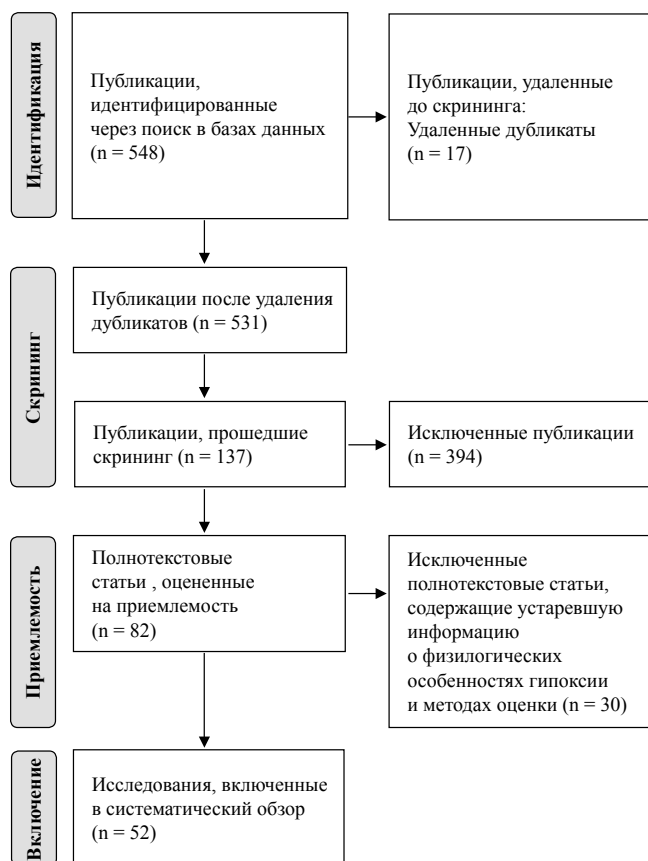 Идентификация
Публикации,
идентифицированные
через поиск в базах данных
(n = 548)
Публикации, удаленные
до скрининга:
Удаленные дубликаты
(n = 17)
Скрининг
Публикации после удаления
дубликатов (n = 531)
Публикации, прошедшие
скрининг (n = 137)
Исключенные публикации
(n = 394)
Приемлемость
Полнотекстовые
статьи , оцененные
на приемлемость
(n = 82)
Исключенные
полнотекстовые статьи,
содержащие устаревшую
информацию
о физилогических
особенностях гипоксии
и методах оценки (n = 30)
Включение
Исследования, включенные
в систематический обзор
(n = 52)